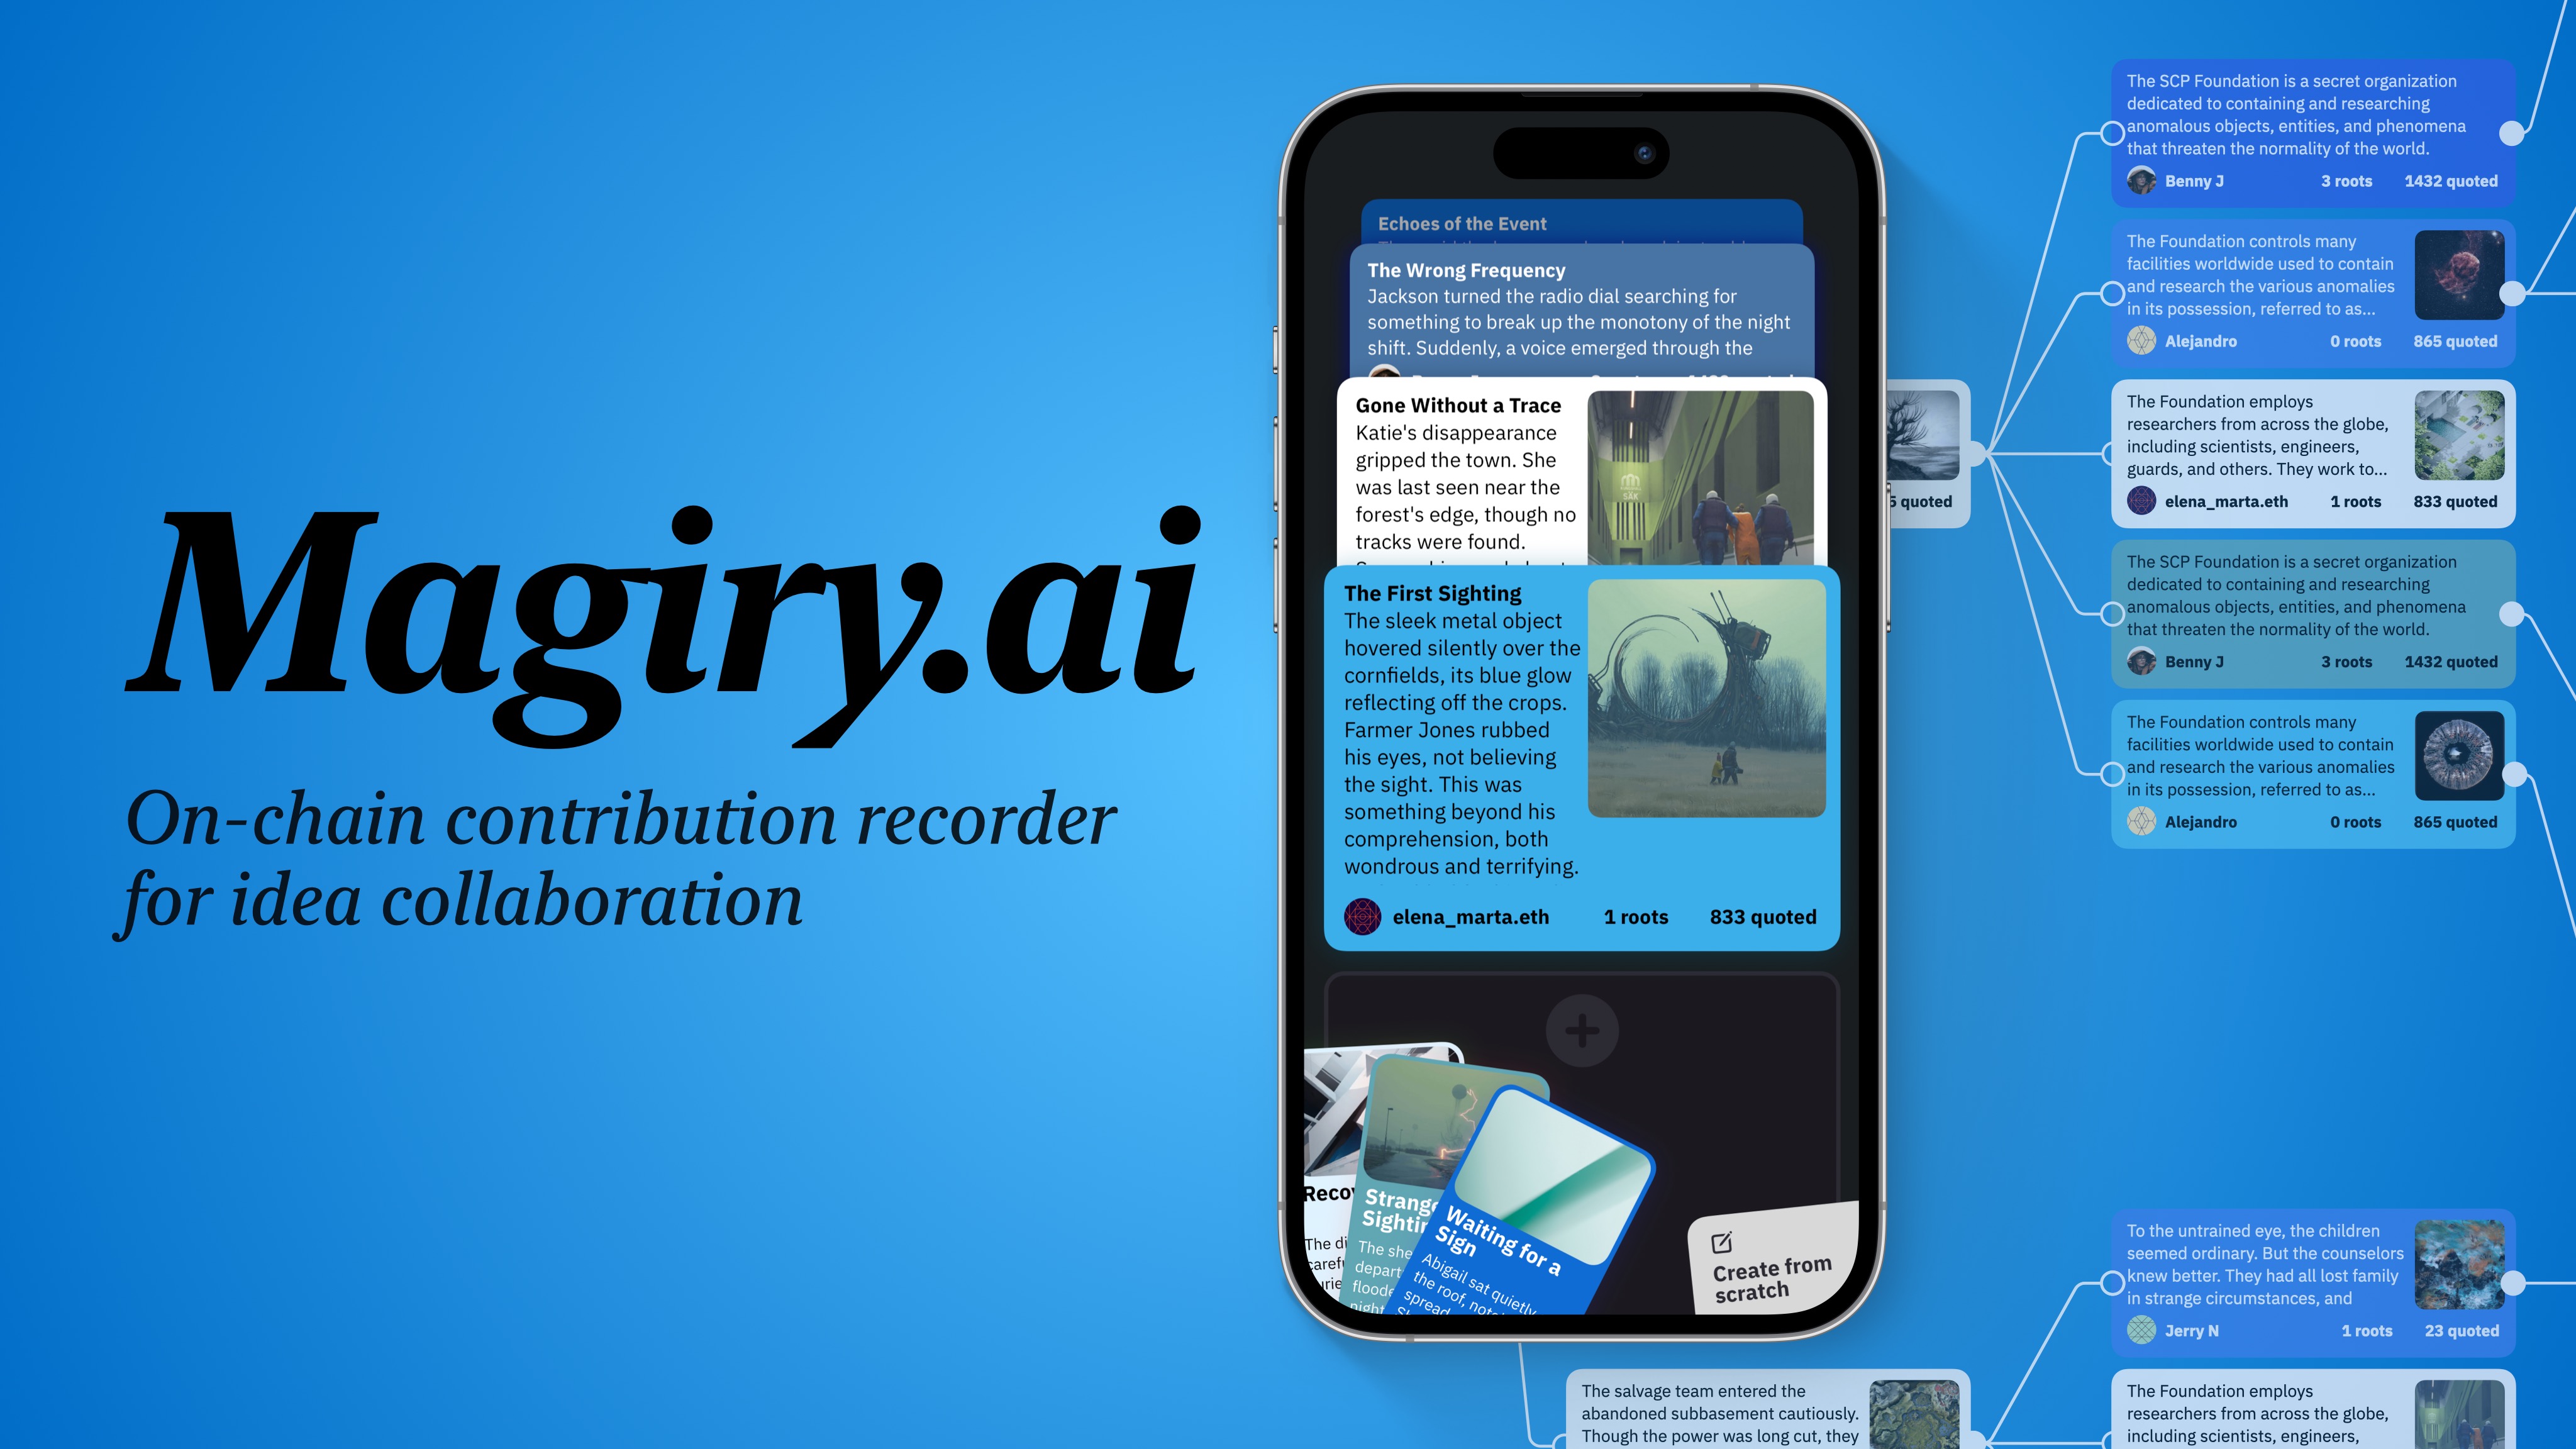 Magiry.ai
On-chain contribution recorder
for idea collaboration
Echoes of the Event
The Wrong Frequency
Jackson turned the radio dial searching for
something to break up the monotony of the night
shift. Suddenly, a voice emerged through the
Gone Without a Trace
Katie's disappearance
gripped the town. She
was last seen near the
forest's edge, though no
tracks were found.
The First Sighting
The sleek metal object
hovered silently over the
cornfields, its blue glow
reflecting off the crops.
Farmer Jones rubbed
his eyes, not believing
the sight. This was
something beyond his
comprehension, both
wondrous and terrifying.
elena_marta.eth 1 roots 833 quoted
Waiting for a
Sign
Abigail sat quietly
the roof,
spread
Strange
The
Create from
scratch
quoted
The SCP Foundation is a secret organization
dedicated to containing and researching
anomalous objects, entities, and phenomena
that threaten the normality of the world.
Benny J 3 roots 1432 quoted
The Foundation controls many
facilities worldwide used to contain
and research the various anomalies
in its possession, referred to as...
Alejandro 0 roots 865 quoted
The Foundation employs
researchers from across the globe,
including scientists, engineers,
guards, and others. They work to...
elena_marta.eth 1 roots 833 quoted
The SCP Foundation is a secret organization
dedicated to containing and researching
anomalous objects, entities, and phenomena
that threaten the normality of the world.
Benny J 3 roots 1432 quoted
The Foundation controls many
facilities worldwide used to contain
and research the various anomalies
in its possession, referred to as...
Alejandro 0 roots 865 quoted
To the untrained eye, the children
seemed ordinary. But the counselors
knew better. They had all lost family
in strange circumstances, and
Jerry N 1 roots 23 quoted
The salvage team entered the
abandoned subbasement cautiously.
Though the power was long cut, they
The Foundation employs
researchers from across the globe,
including scientists, engineers,